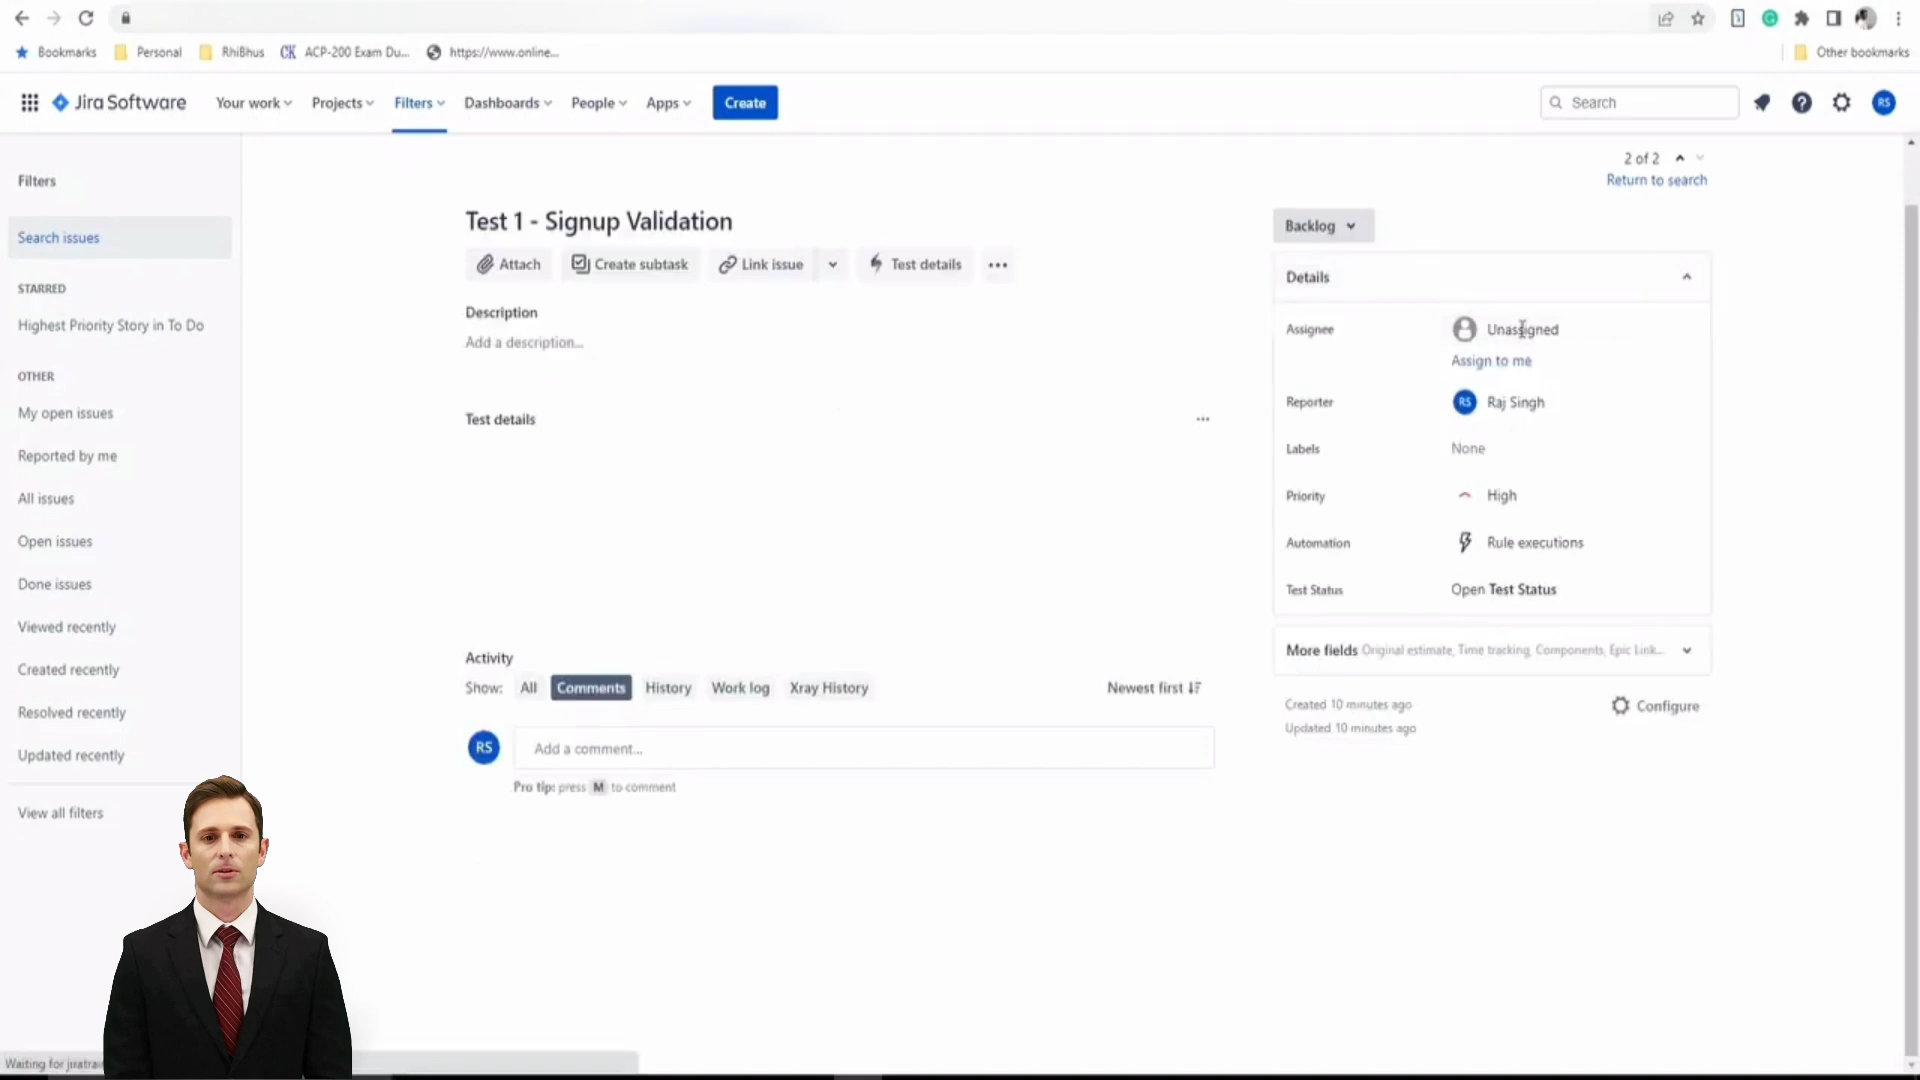 Bookmarks
Personal
RhiBhus
CK ACP-200 Exam Du...
https://www.online...
Other bookmarks
Jira Software
Your work
Projects
Filters
Dashboards
People
Apps
Create
Search
RS
Filters
Search issues
STARRED
Highest Priority Story in To Do
OTHER
My open issues
Reported by me
All issues
Open issues
Done issues
Viewed recently
Created recently
Resolved recently
Updated recently
View all filters
2 of 2
Return to search
Test 1 - Signup Validation
Attach
Create subtask
Link issue
Test details
Description
Add a description...
Test details
Activity
Show: All Comments History Work log Xray History
Newest first
RS
Add a comment...
Pro tip: press M to comment
Backlog
Details
Assignee Unassigned
Assign to me
Reporter RS Raj Singh
Labels None
Priority High
Automation Rule executions
Test Status Open Test Status
More fields Original estimate, Time tracking, Components, Epic Link...
Created 10 minutes ago
Configure
Updated 10 minutes ago
Waiting for